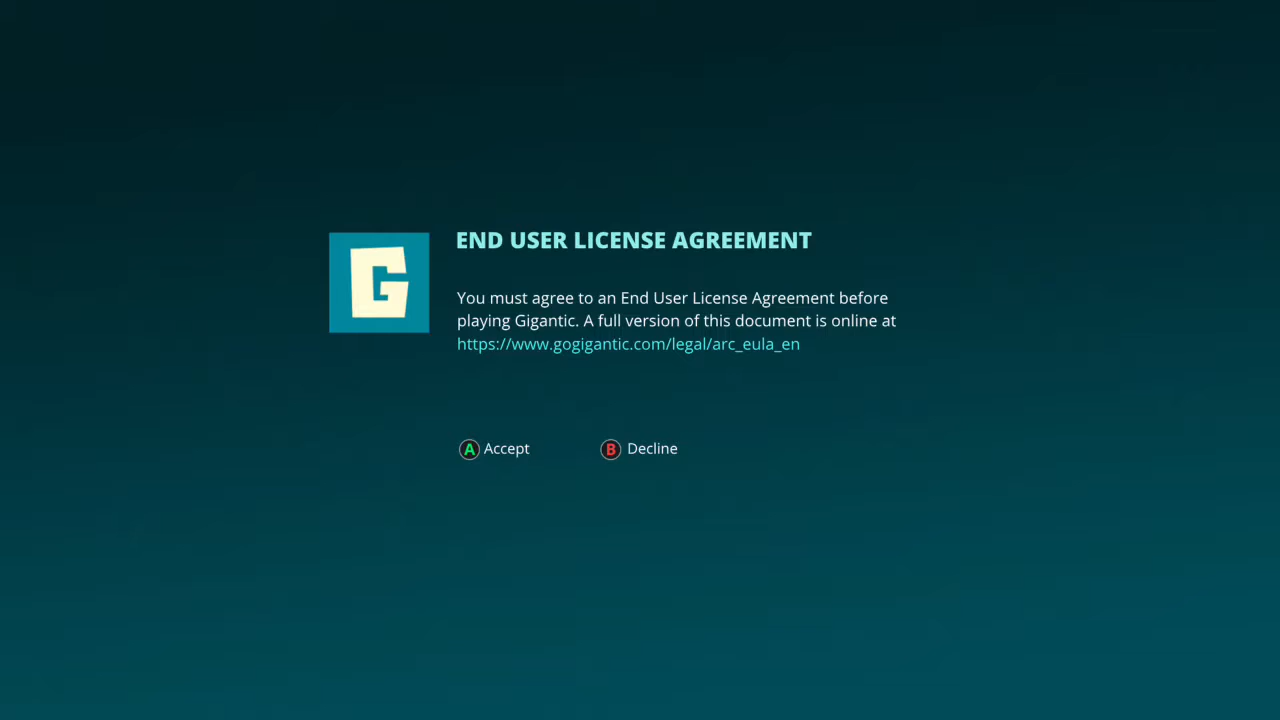 G
END USER LICENSE AGREEMENT
You must agree to an End User License Agreement before
playing Gigantic. A full version of this document is online at
https://www.gogigantic.com/legal/arc_eula_en
A Accept B Decline